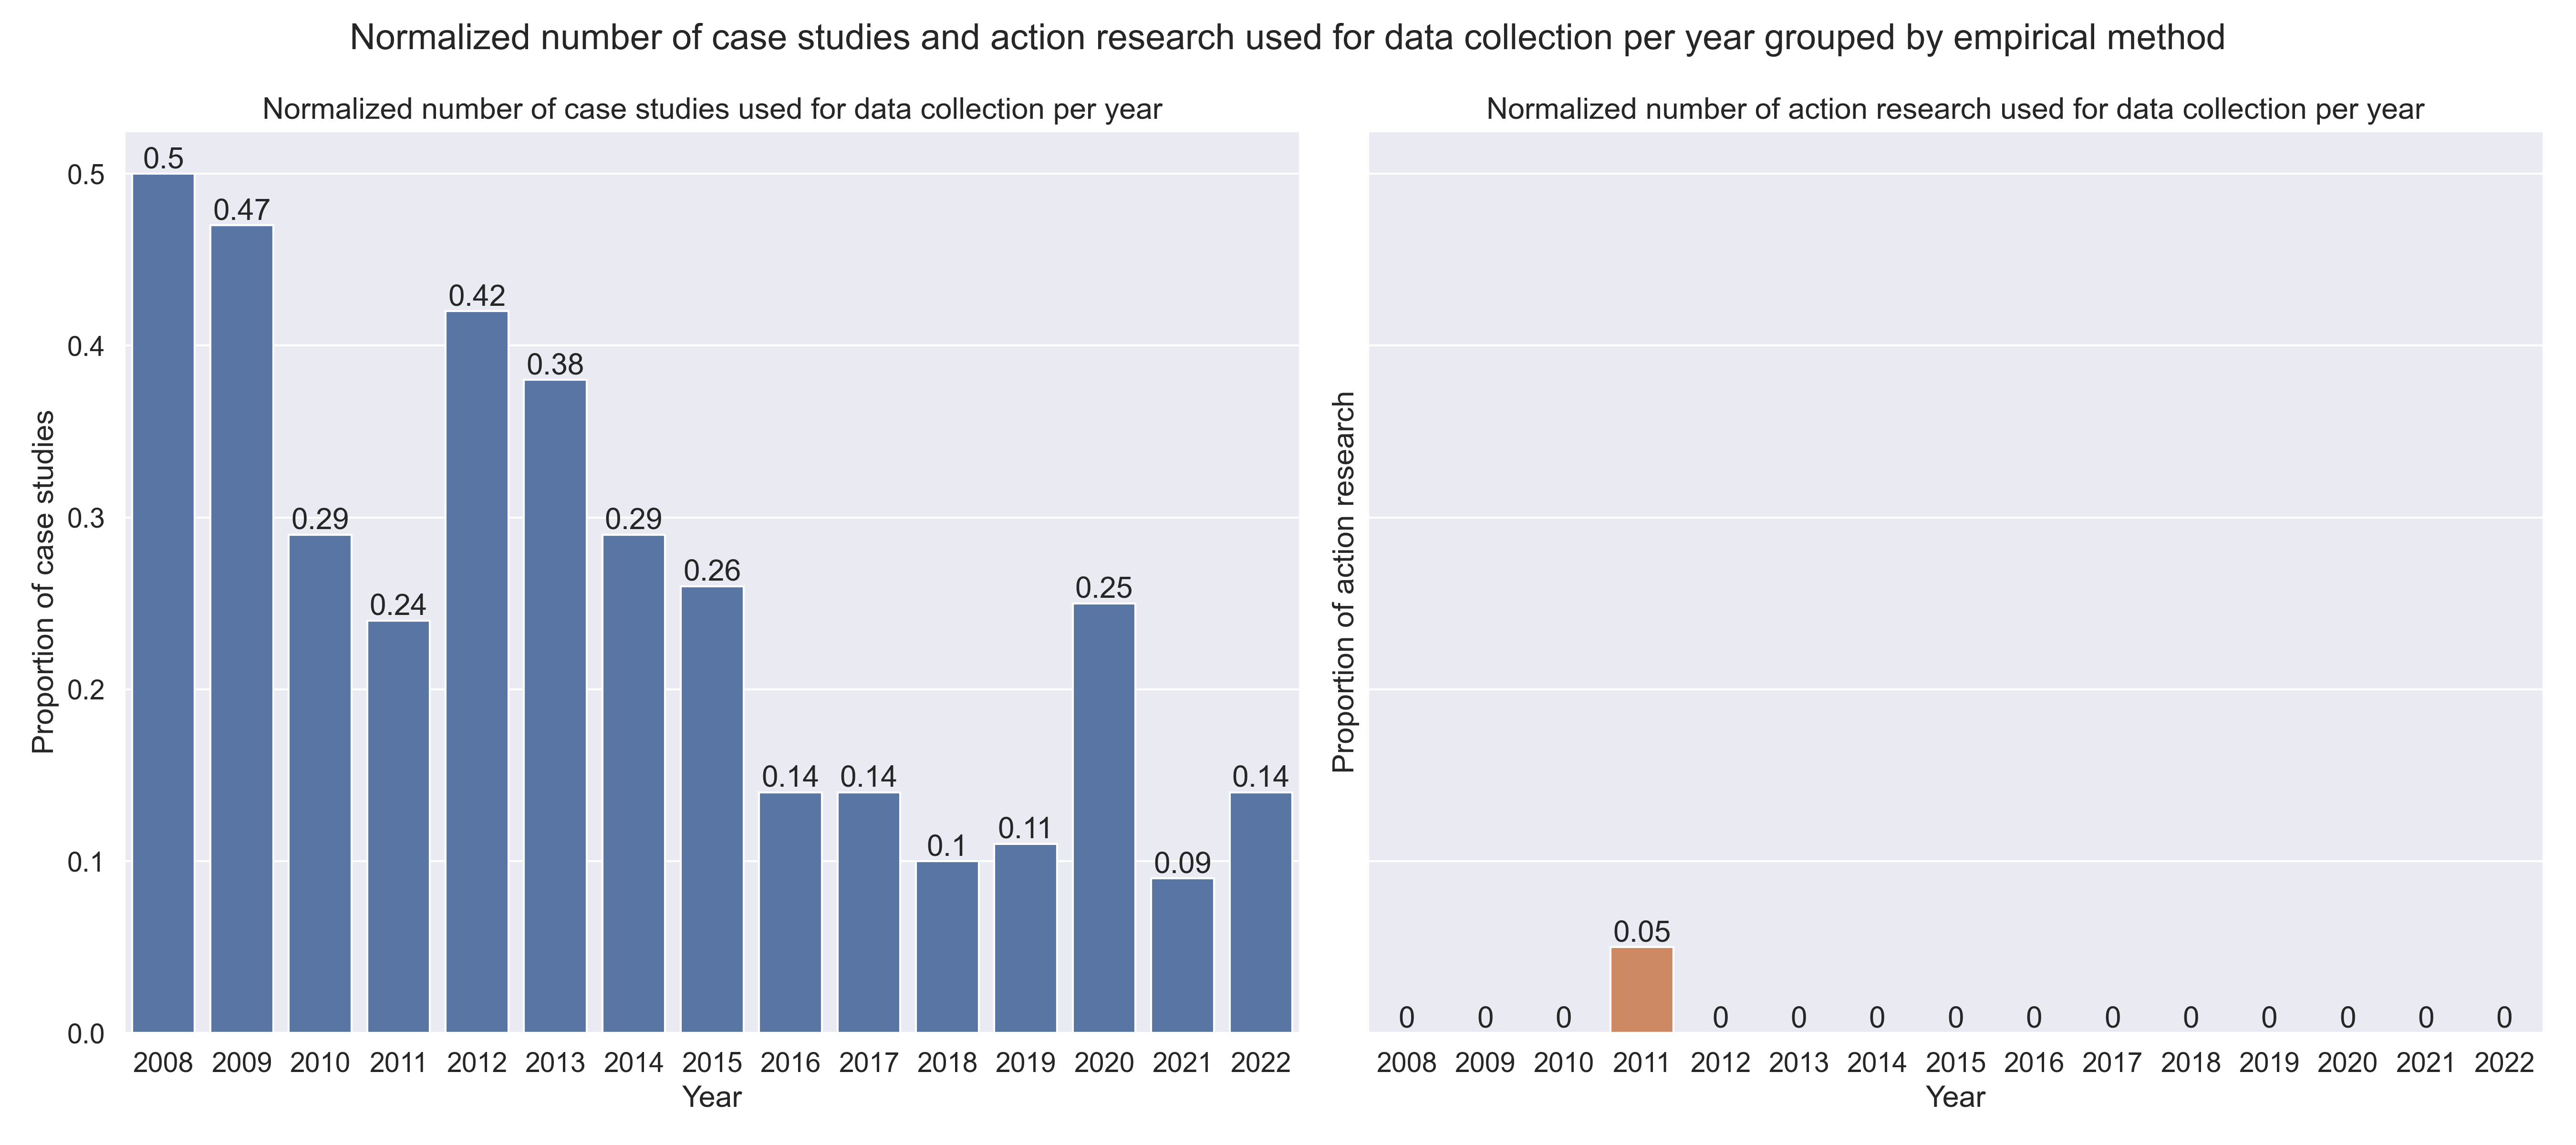 Normalized number of case studies and action research used for data collection per year grouped by empirical method
Normalized number of case studies used for data collection per year
Proportion of case studies
0.5
0.4
0.3
0.2
0.1
0.0
0.5
0.47
0.29
0.24
0.42
0.38
0.29
0.26
0.14
0.14
0.1
0.11
0.25
0.09
0.14
2008 2009 2010 2011 2012 2013 2014 2015 2016 2017 2018 2019 2020 2021 2022
Year
Normalized number of action research used for data collection per year
Proportion of action research
0 0 0 0.05 0 0 0 0 0 0 0 0 0 0 0
2008 2009 2010 2011 2012 2013 2014 2015 2016 2017 2018 2019 2020 2021 2022
Year